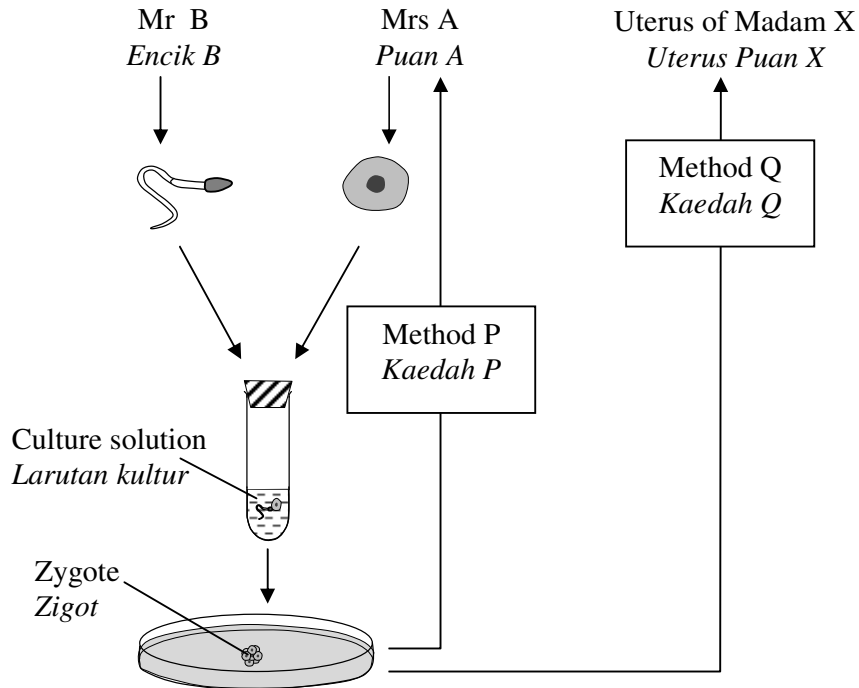 Mr B
Encik B
Mrs A
Puan A
Uterus of Madam X
Uterus Puan X
Method Q
Kaedah Q
Method P
Kaedah P
Culture solution
Larutan kultur
Zygote
Zigot